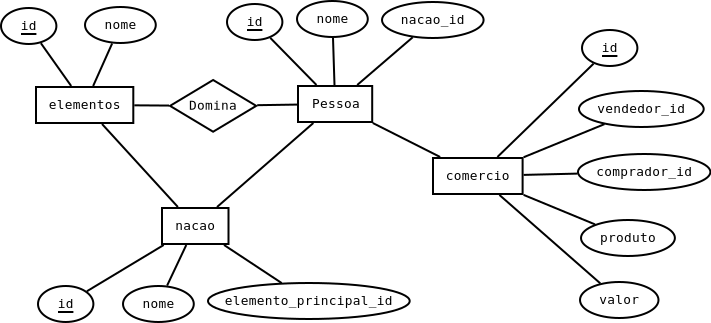 id
nome
id
nome
nacao_id
id
elementos
Domina
Pessoa
vendedor_id
comercio
comprador_id
nacao
produto
id
nome
elemento_principal_id
valor